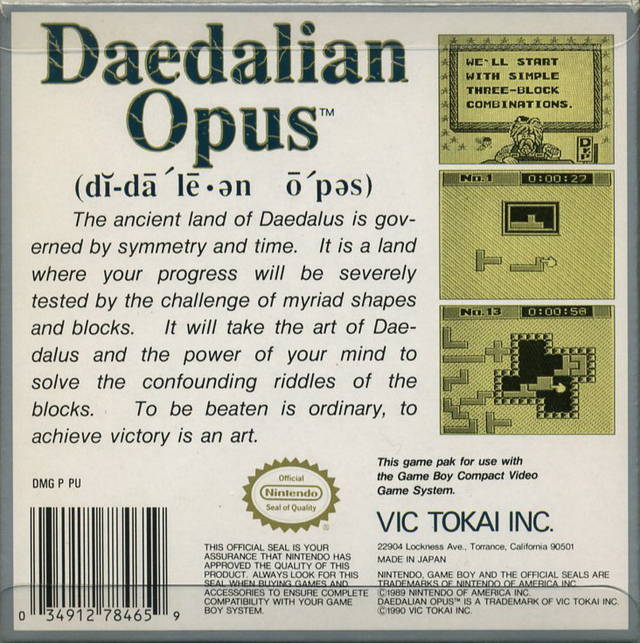 Daedalian
Opus™
(dĭ-dā´lē·ən ō´pəs)
The ancient land of Daedalus is gov-
erned by symmetry and time. It is a land
where your progress will be severely
tested by the challenge of myriad shapes
and blocks. It will take the art of Dae-
dalus and the power of your mind to
solve the confounding riddles of the
blocks. To be beaten is ordinary, to
achieve victory is an art.
WE'LL START
WITH SIMPLE
THREE-BLOCK
COMBINATIONS.
No.1 0:00:27
No.13 0:00:58
This game pak for use with
the Game Boy Compact Video
Game System.
DMG P PU
Official
Nintendo
Seal of Quality
®
VIC TOKAI INC.
22904 Lockness Ave., Torrance, California 90501
MADE IN JAPAN
THIS OFFICIAL SEAL IS YOUR
ASSURANCE THAT NINTENDO HAS
APPROVED THE QUALITY OF THIS
PRODUCT. ALWAYS LOOK FOR THIS
SEAL WHEN BUYING GAMES AND
ACCESSORIES TO ENSURE COMPLETE
COMPATIBILITY WITH YOUR GAME
BOY SYSTEM.
NINTENDO, GAME BOY AND THE OFFICIAL SEALS ARE
TRADEMARKS OF NINTENDO OF AMERICA INC.
©1989 NINTENDO OF AMERICA INC.
DAEDALIAN OPUS™ IS A TRADEMARK OF VIC TOKAI INC.
©1990 VIC TOKAI INC.
0 34912 78465 9